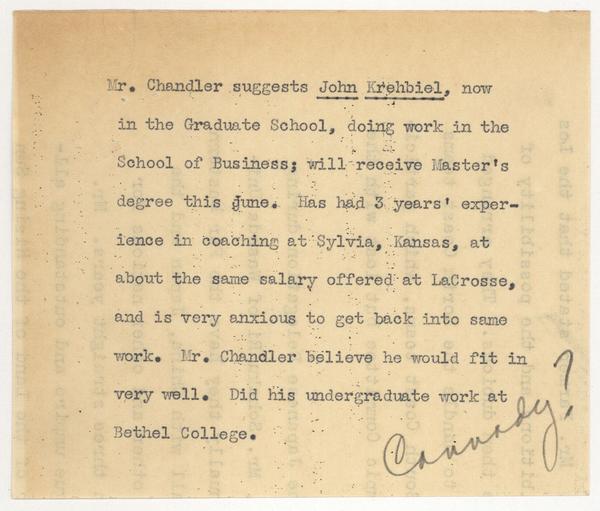 Mr. Chandler suggests John Krehbiel, now
in the Graduate School, doing work in the
School of Business; will receive Master's
degree this June. Has had 3 years' exper-
ience in coaching at Sylvia, Kansas, at
about the same salary offered at LaCrosse,
and is very anxious to get back into same
work. Mr. Chandler believe he would fit in
very well. Did his undergraduate work at
Bethel College.